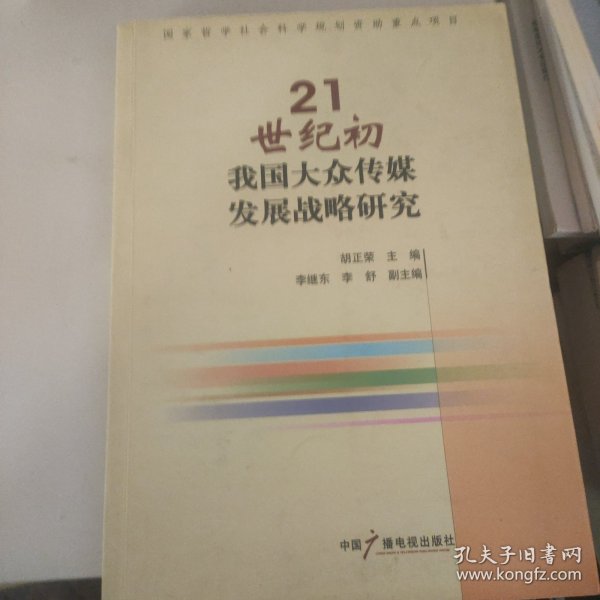 国家哲学社会科学规划资助重点项目
21
世纪初
我国大众传媒
发展战略研究
胡正荣 主编
李继东 李舒 副主编
中国广播电视出版社
孔夫子旧书网
www.kongfz.com